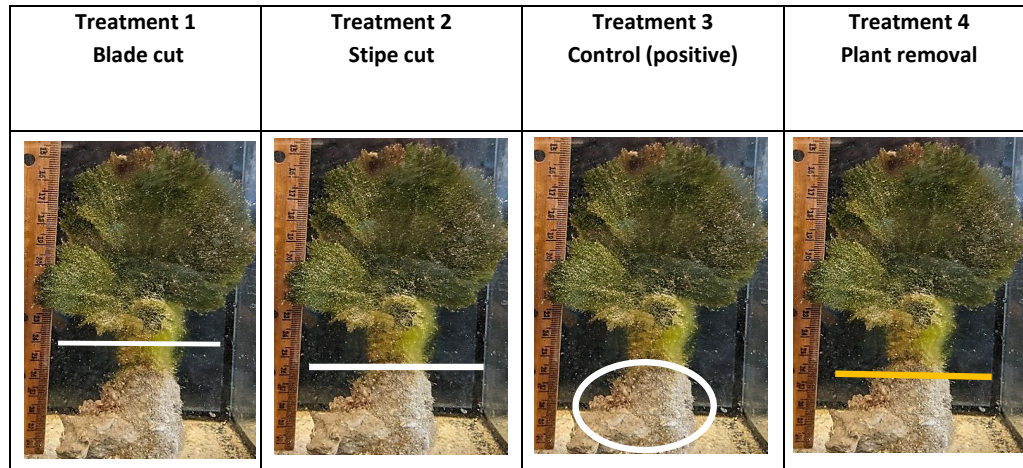 Treatment 1
Blade cut
Treatment 2
Stipe cut
Treatment 3
Control (positive)
Treatment 4
Plant removal